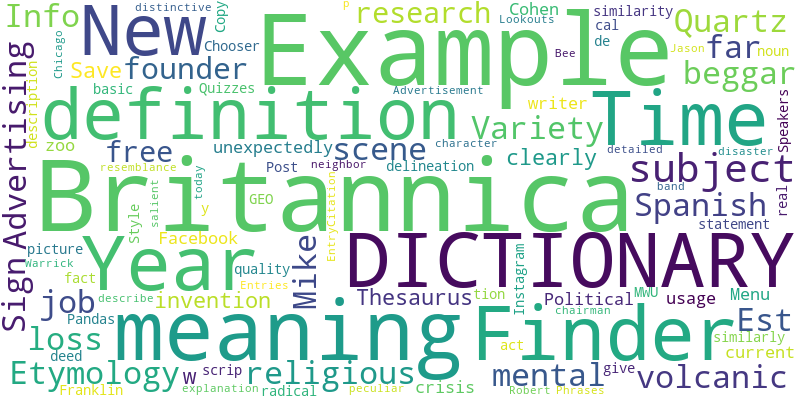 Info
New
distinctive
Copy
Chooser
Example
p
research
Cohen
Lookouts
similarity
cal
de
Quartz
far
Jason
noun
beggar
Chicago
Save
founder
basic
Quizzes
Bee
Advertisement
writer
Time
speakers
description
Sign
Advertising
definition
Variety
zoo
free
unexpectedly
scene
character
clearly
detailed
disaster
resemblance
today
Post
neighbor
delineation
subject
band
real
Britannica
salient
GEO
Style
y
Entrycitation
Spanish
statement
picture
Facebook
Warrick
fact
Year
quality
Entries
Mike
DICTIONARY
Instagram
job
describe
invention
Thesaurus
tion
Political
chairman
MWU
usage
Menu
Pandas
loss
deed
meaning
act
Finder
Est
similarly
current
Etymology
w
scrip
religious
crisis
mental
give
volcanic
Franklin
explanation
radical
peculiar
Robert
Phrases